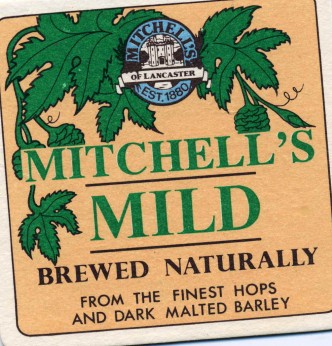 MITCHELL'S
OF LANCASTER
EST. 1880
MITCHELL'S
MILD
BREWED NATURALLY
FROM THE FINEST HOPS
AND DARK MALTED BARLEY